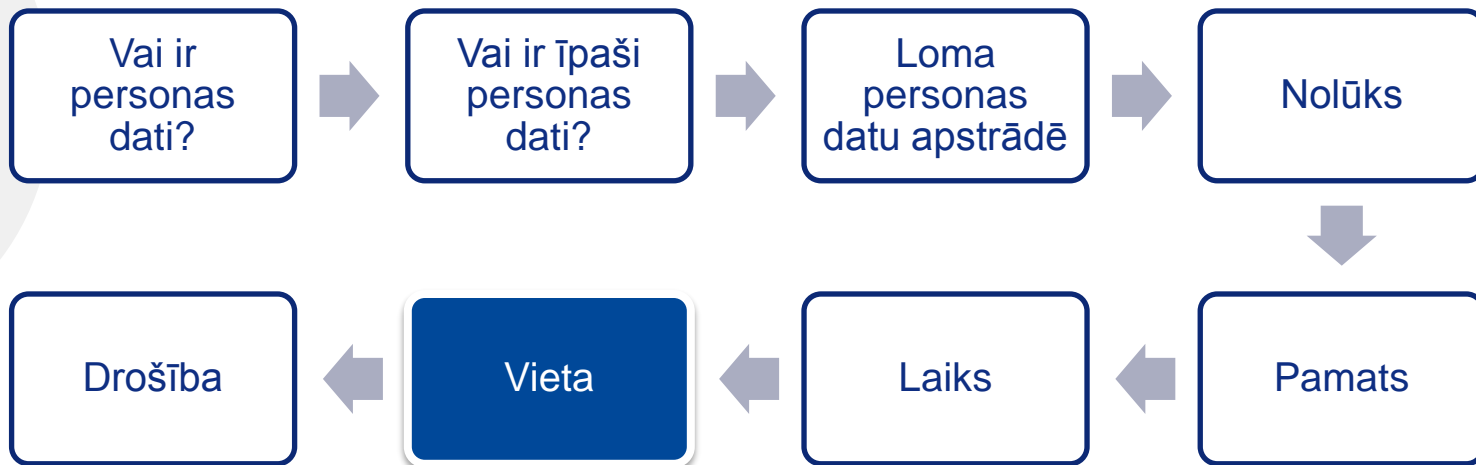 Vai ir
personas
dati?
Vai ir īpaši
personas
dati?
Loma
personas
datu apstrādē
Nolūks
Pamats
Laiks
Vieta
Drošība